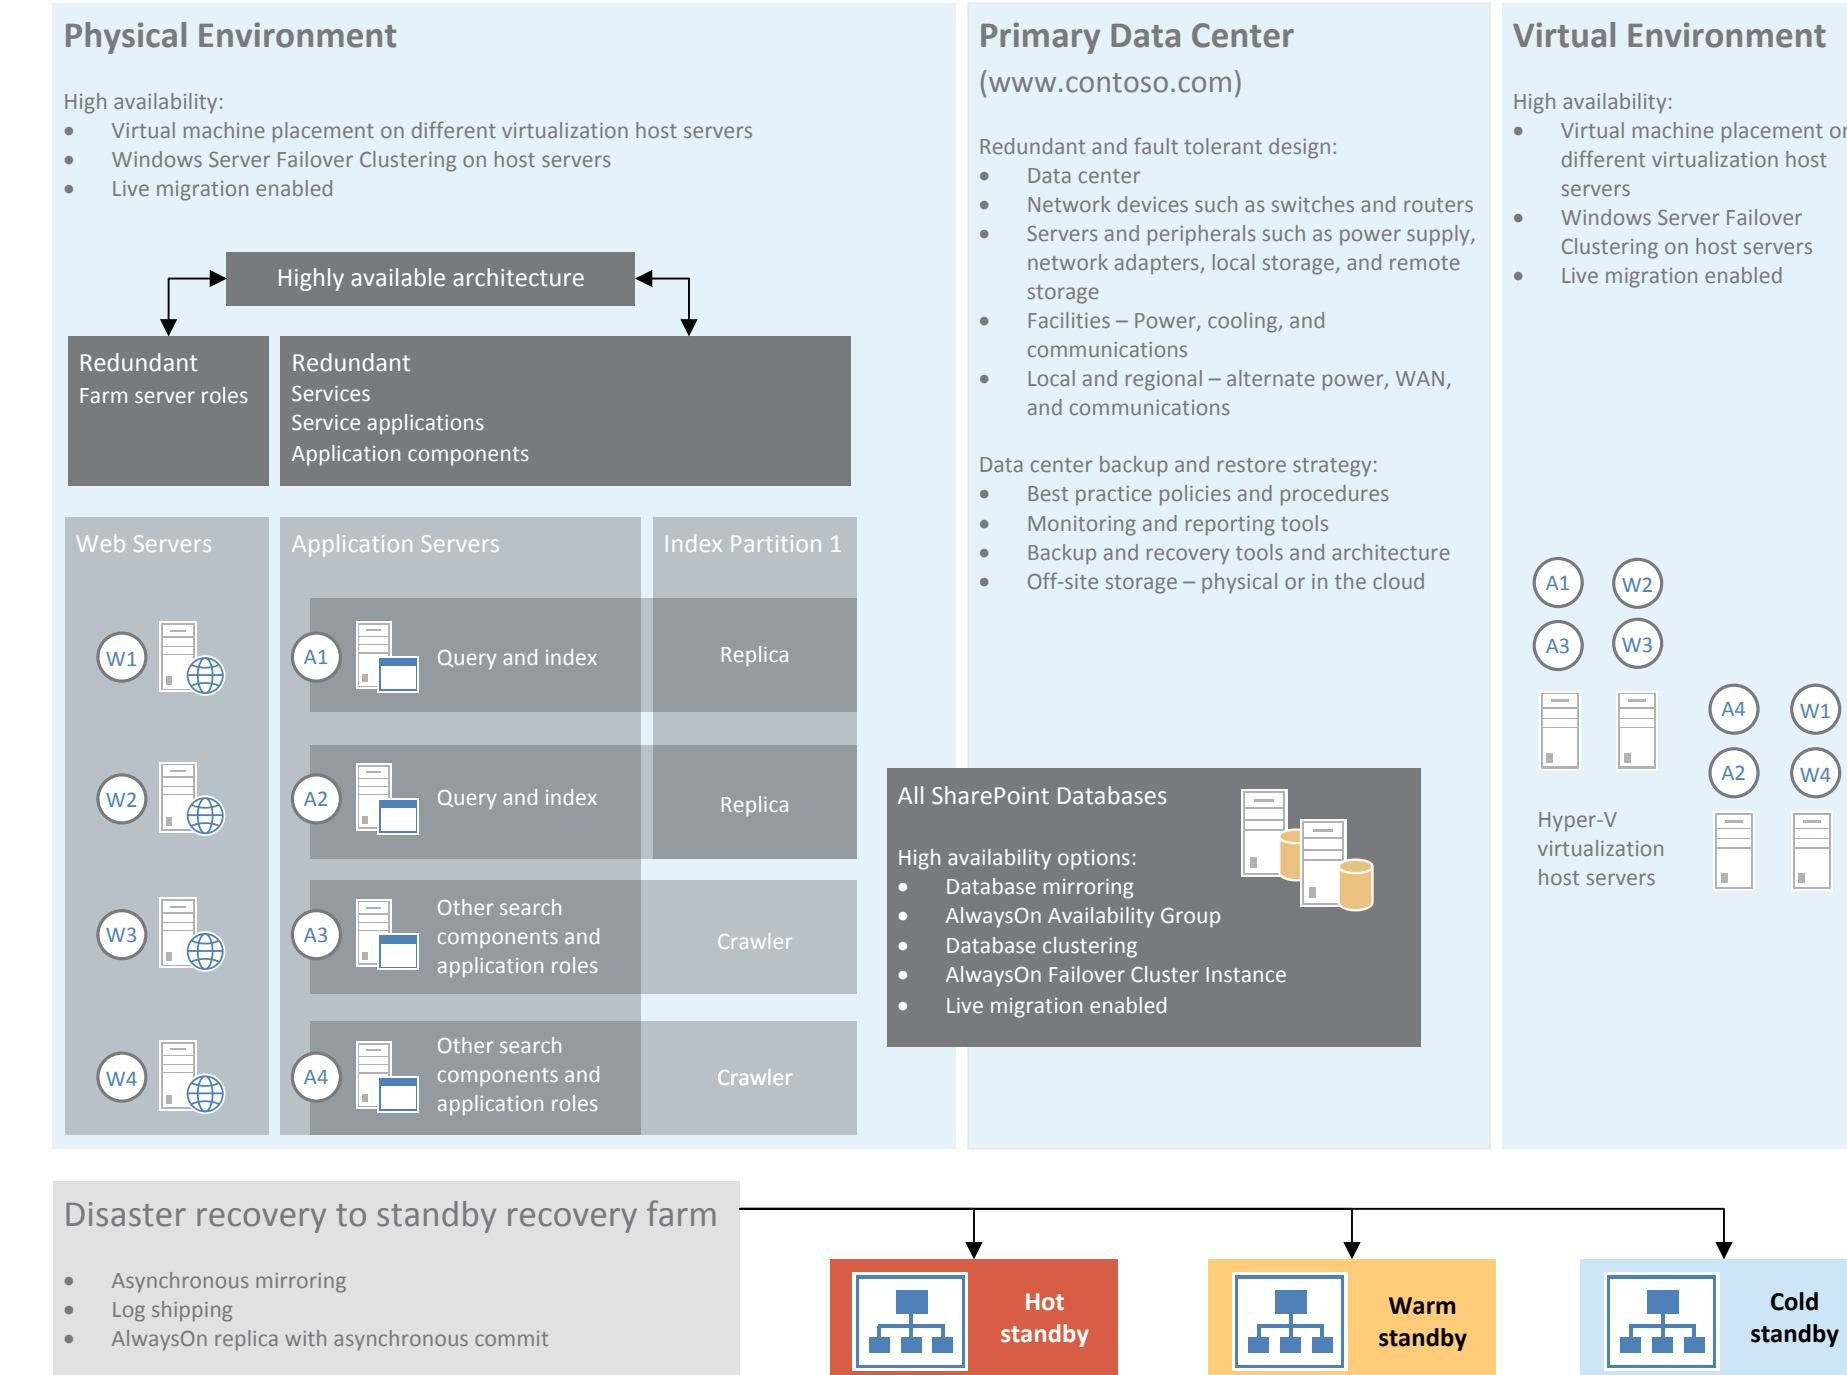 Physical Environment
High availability:
• Virtual machine placement on different virtualization host servers
• Windows Server Failover Clustering on host servers
• Live migration enabled
Highly available architecture
Redundant
Farm server roles
Redundant
Services
Service applications
Application components
Web Servers
Application Servers
Index Partition 1
W1
A1
Query and index
Replica
W2
A2
Query and index
Replica
W3
A3
Other search
components and
application roles
Crawler
W4
A4
Other search
components and
application roles
Crawler
Primary Data Center
(www.contoso.com)
Redundant and fault tolerant design:
• Data center
• Network devices such as switches and routers
• Servers and peripherals such as power supply,
network adapters, local storage, and remote
storage
• Facilities – Power, cooling, and
communications
• Local and regional – alternate power, WAN,
and communications
Data center backup and restore strategy:
• Best practice policies and procedures
• Monitoring and reporting tools
• Backup and recovery tools and architecture
• Off-site storage – physical or in the cloud
All SharePoint Databases
High availability options:
• Database mirroring
• AlwaysOn Availability Group
• Database clustering
• AlwaysOn Failover Cluster Instance
• Live migration enabled
Virtual Environment
High availability:
• Virtual machine placement on
different virtualization host
servers
• Windows Server Failover
Clustering on host servers
• Live migration enabled
A1
W2
A3
W3
A4
W1
A2
W4
Hyper-V
virtualization
host servers
Disaster recovery to standby recovery farm
• Asynchronous mirroring
• Log shipping
• AlwaysOn replica with asynchronous commit
Hot
standby
Warm
standby
Cold
standby